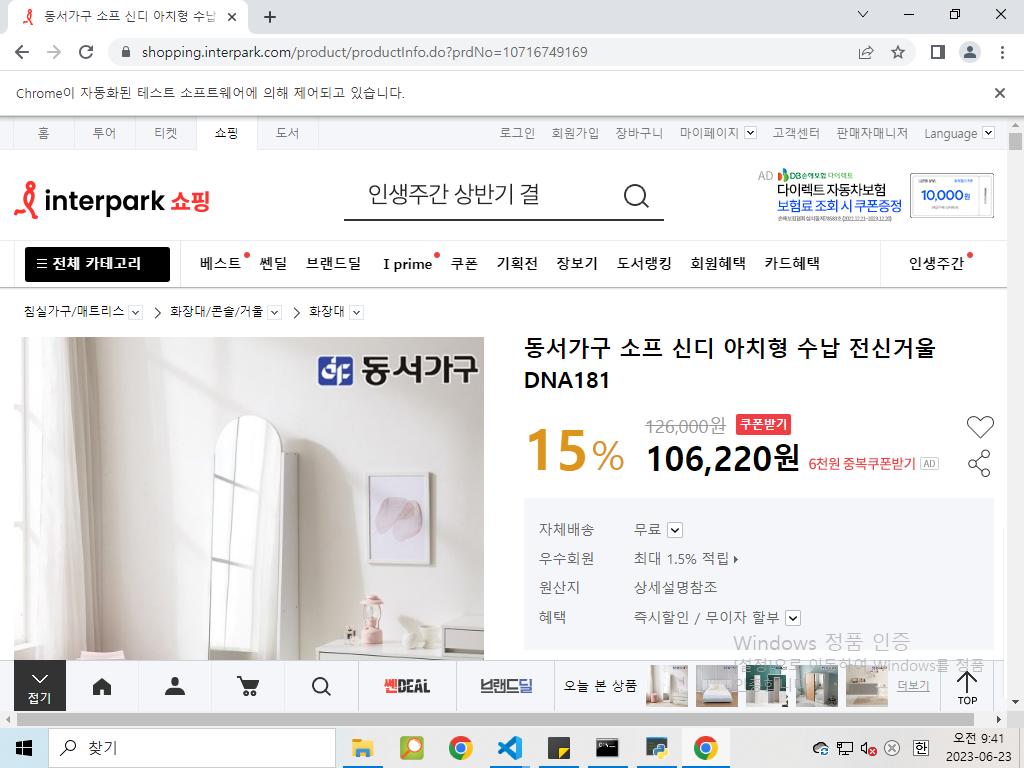 동서가구 소프 신디 아치형 수납
shopping.interpark.com/product/productInfo.do?prdNo=10716749169
Chrome이 자동화된 테스트 소프트웨어에 의해 제어되고 있습니다.
홈 투어 티켓 쇼핑 도서 로그인 회원가입 장바구니 마이페이지 고객센터 판매자매니저 Language
interpark 쇼핑
인생주간 상반기 결
AD DB손해보험 다이렉트
다이렉트 자동차보험
보험료 조회 시 쿠폰증정
10,000원
전체 카테고리 베스트 쎈딜 브랜드딜 I prime 쿠폰 기획전 장보기 도서랭킹 회원혜택 카드혜택 인생주간
침실가구/매트리스 화장대/콘솔/거울 화장대
동서가구
동서가구 소프 신디 아치형 수납 전신거울
DNA181
126,000원 쿠폰받기
15% 106,220원 6천원 중복쿠폰받기 AD
자체배송 무료
우수회원 최대 1.5% 적립
원산지 상세설명참조
혜택 즉시할인 / 무이자 할부
Windows 정품 인증
[설정]으로 이동하여 Windows를 정품
접기 쎈DEAL 브랜드딜 오늘 본 상품 더보기 TOP
찾기
한
오전 9:41
2023-06-23